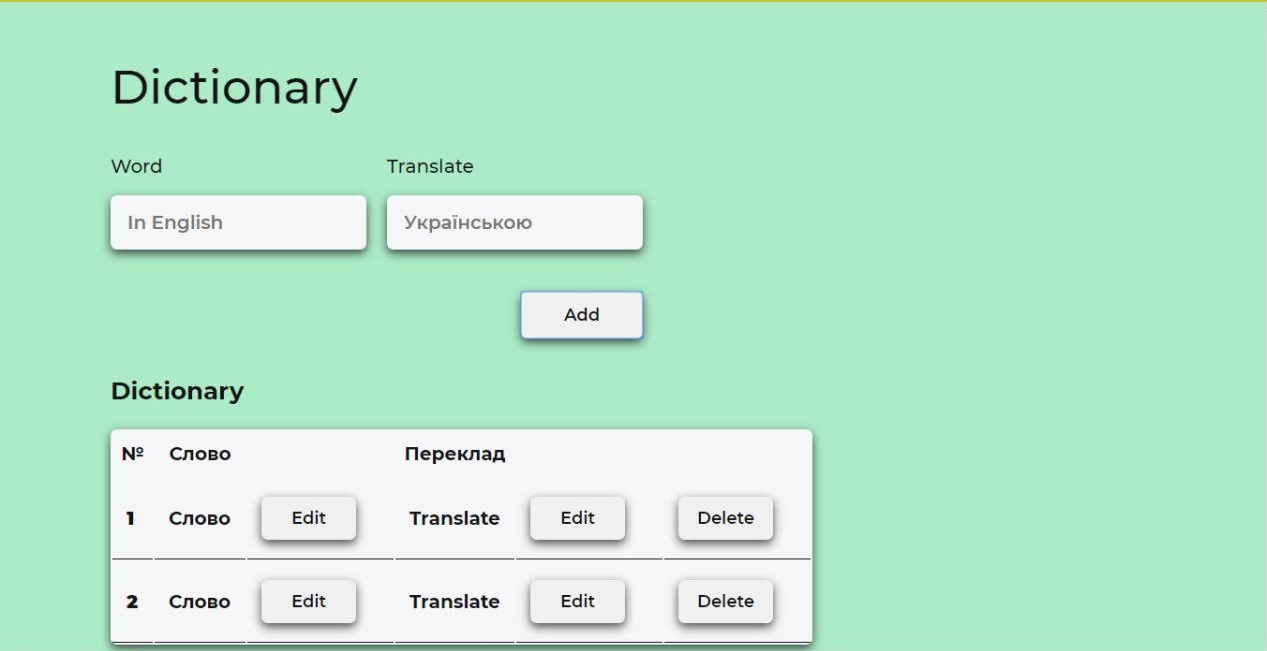 Dictionary
Word Translate
In English Українською
Add
Dictionary
№ Слово Переклад
1 Слово Edit Translate Edit Delete
2 Слово Edit Translate Edit Delete